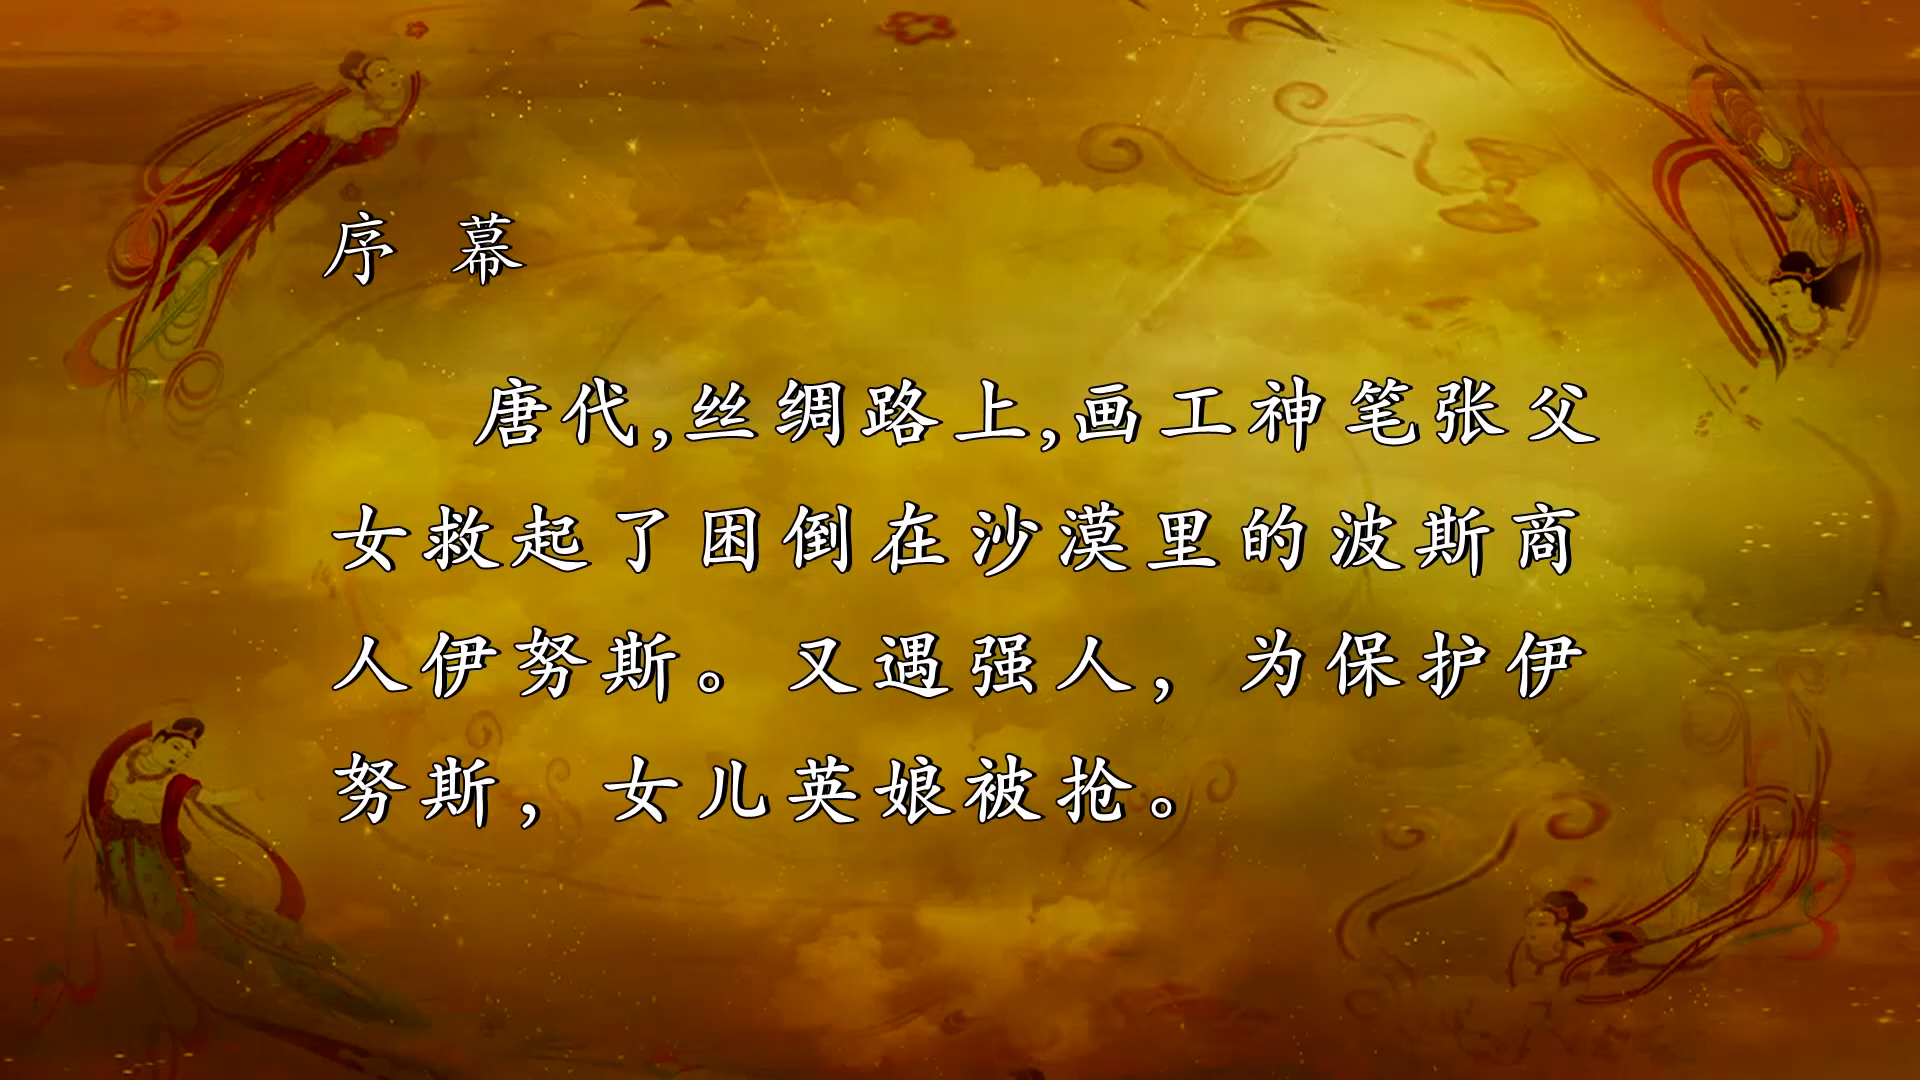 序 幕
唐代,丝绸路上,画工神笔张父
女救起了困倒在沙漠里的波斯商
人伊努斯。又遇强人，为保护伊
努斯，女儿英娘被抢。